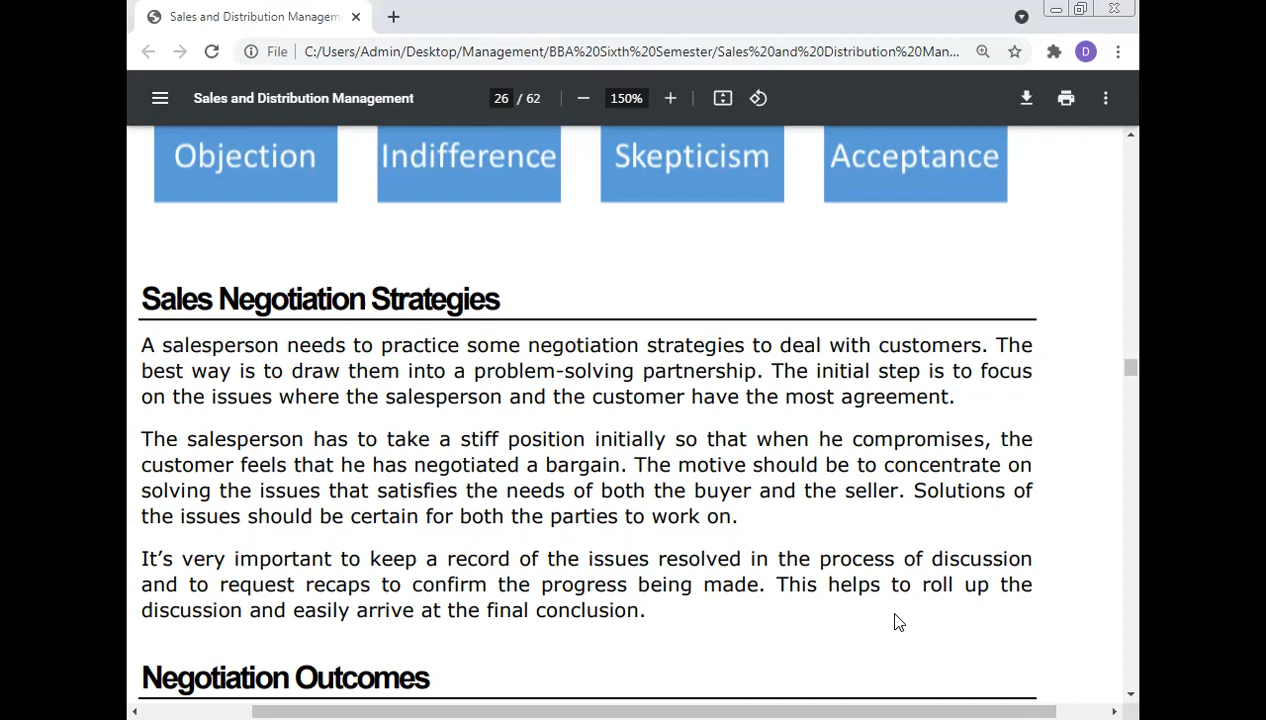 Sales and Distribution Managem
File C:/Users/Admin/Desktop/Management/BBA%20Sixth%20Semester/Sales%20and%20Distribution%20Man...
D
Sales and Distribution Management 26 / 62 150%
Objection Indifference Skepticism Acceptance
Sales Negotiation Strategies
A salesperson needs to practice some negotiation strategies to deal with customers. The
best way is to draw them into a problem-solving partnership. The initial step is to focus
on the issues where the salesperson and the customer have the most agreement.
The salesperson has to take a stiff position initially so that when he compromises, the
customer feels that he has negotiated a bargain. The motive should be to concentrate on
solving the issues that satisfies the needs of both the buyer and the seller. Solutions of
the issues should be certain for both the parties to work on.
It’s very important to keep a record of the issues resolved in the process of discussion
and to request recaps to confirm the progress being made. This helps to roll up the
discussion and easily arrive at the final conclusion.
Negotiation Outcomes